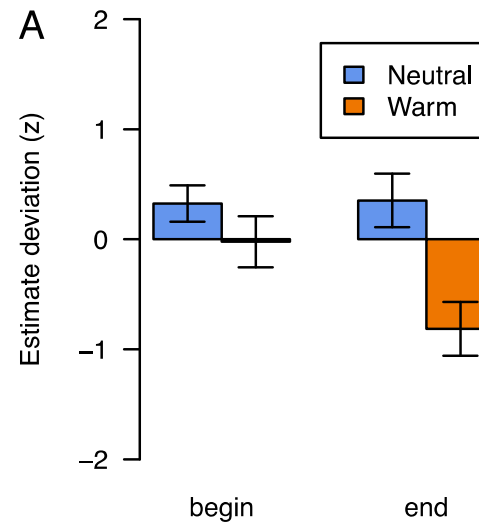 A
Estimate deviation (z)
2
1
0
−1
−2
Neutral
Warm
begin
end